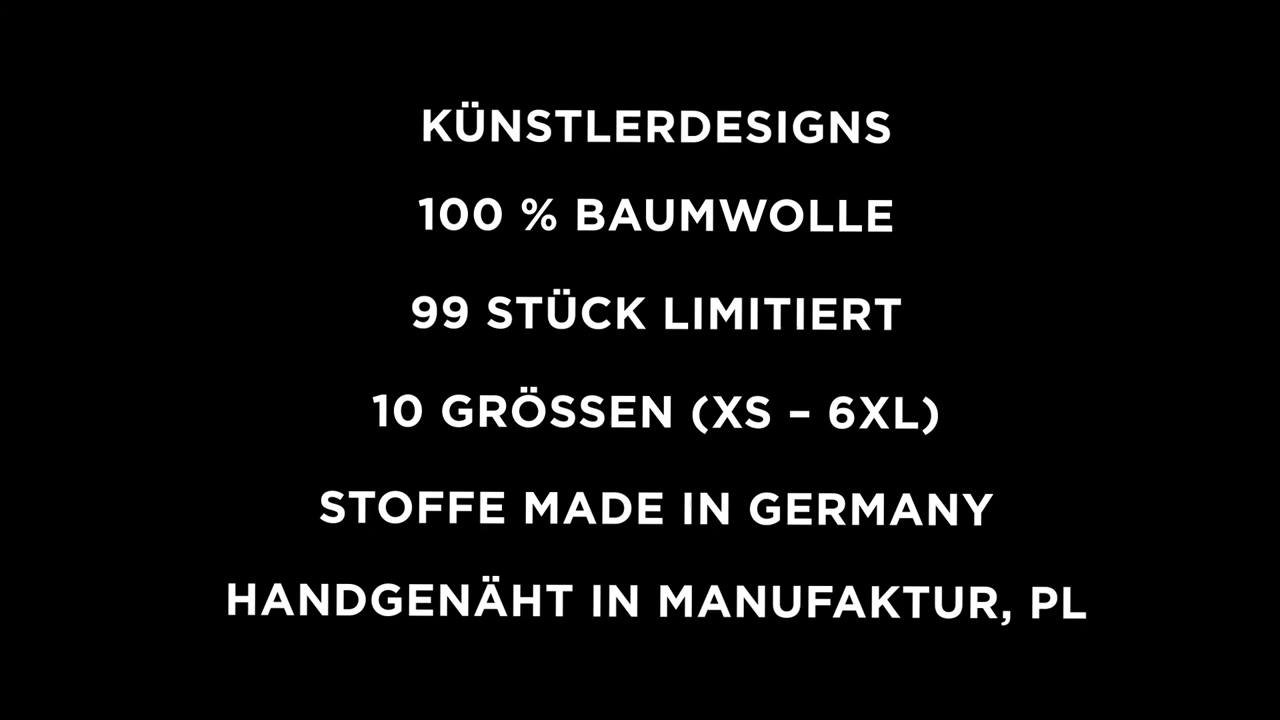 KÜNSTLERDESIGNS
100 % BAUMWOLLE
99 STÜCK LIMITIERT
10 GRÖSSEN (XS – 6XL)
STOFFE MADE IN GERMANY
HANDGENÄHT IN MANUFAKTUR, PL